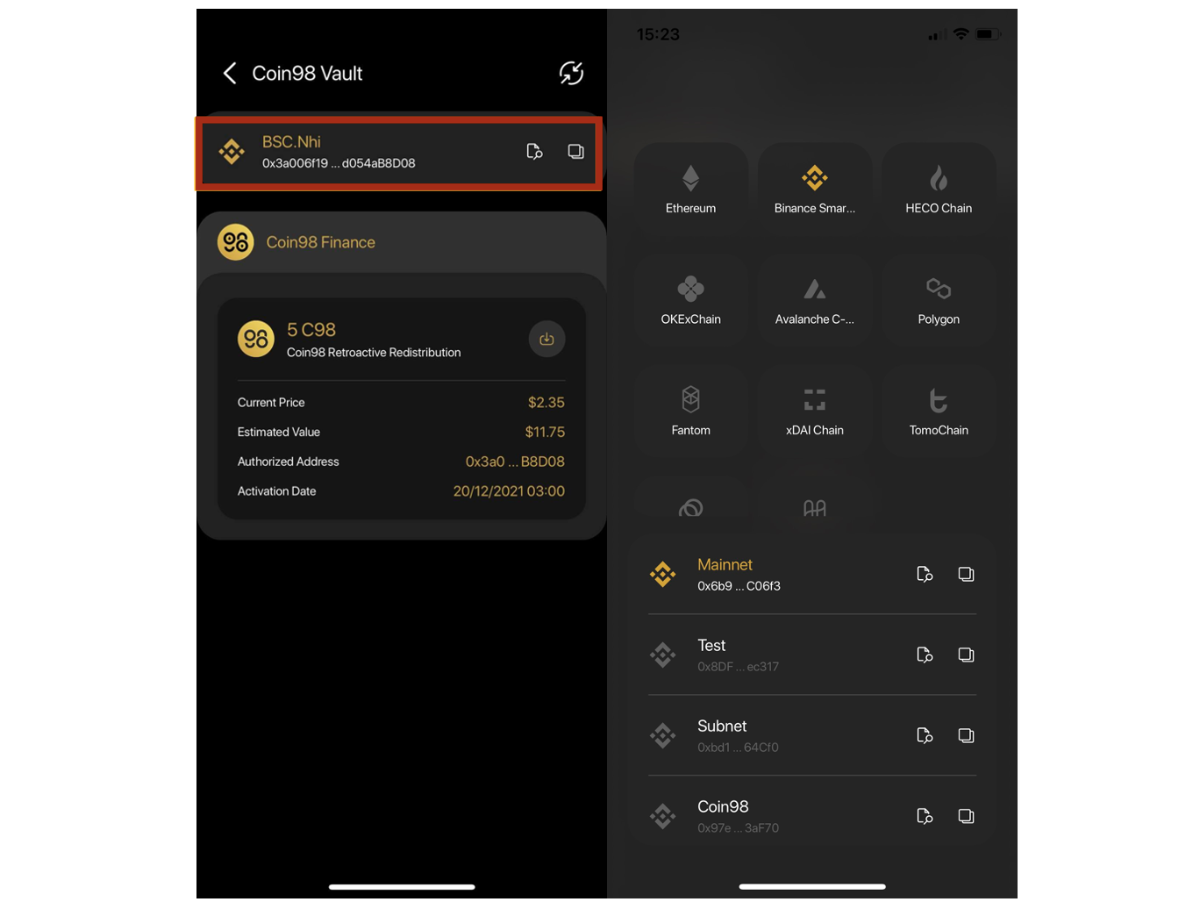 Coin98 Vault
BSC.Nhi
0x3a006f19 ... d054aB8D08
98 Coin98 Finance
98 5 C98
Coin98 Retroactive Redistribution
Current Price $2.35
Estimated Value $11.75
Authorized Address 0x3a0 ... B8D08
Activation Date 20/12/2021 03:00
15:23
Ethereum Binance Smar... HECO Chain
OKExChain Avalanche C-... Polygon
Fantom xDAI Chain TomoChain
Mainnet
0x6b9 ... C06f3
Test
0x8DF ... ec317
Subnet
0xbd1 ... 64Cf0
Coin98
0x97e ... 3aF70